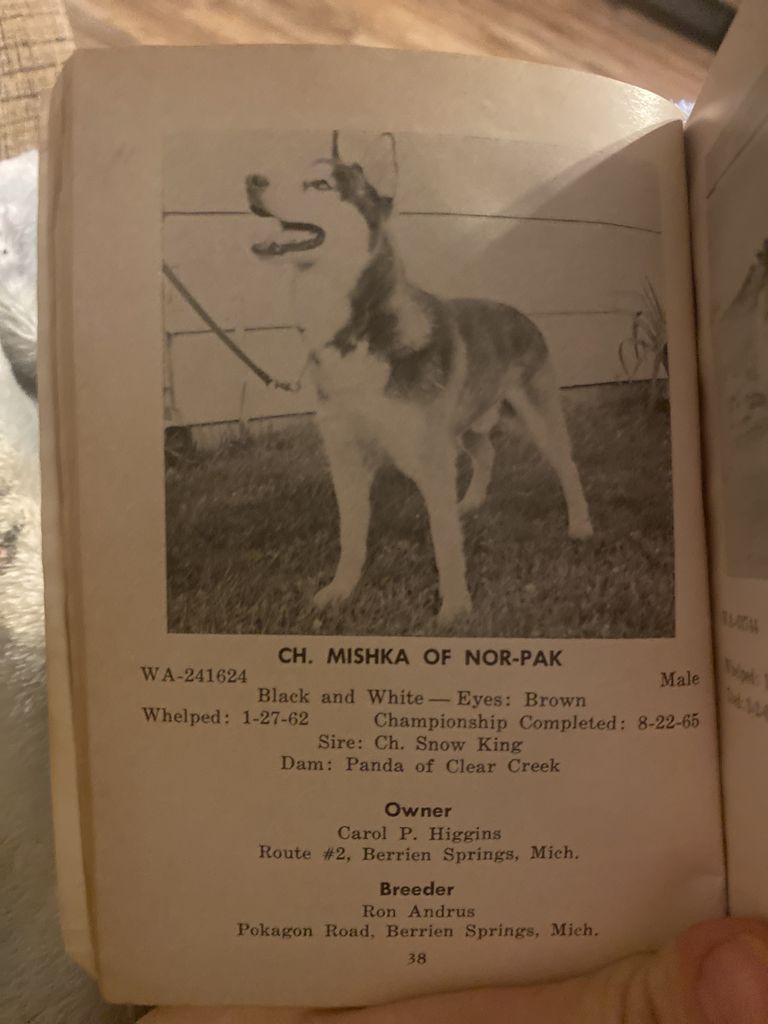 CH. MISHKA OF NOR-PAK
WA-241624 Male
Black and White — Eyes: Brown
Whelped: 1-27-62 Championship Completed: 8-22-65
Sire: Ch. Snow King
Dam: Panda of Clear Creek
Owner
Carol P. Higgins
Route #2, Berrien Springs, Mich.
Breeder
Ron Andrus
Pokagon Road, Berrien Springs, Mich.
38
Whelped: